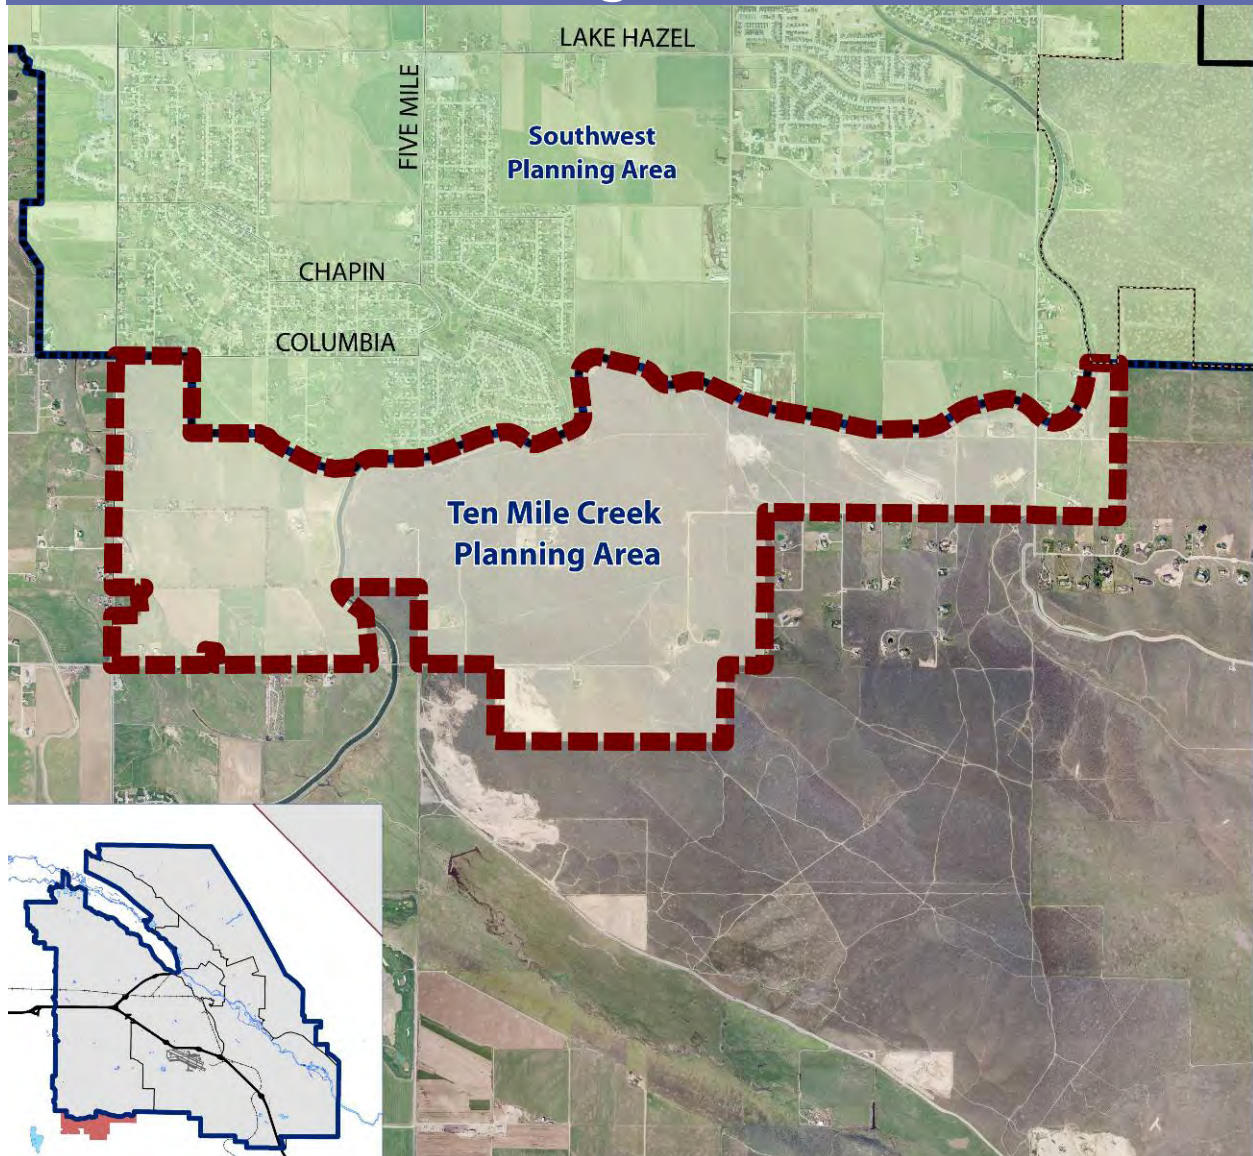 LAKE HAZEL
FIVE MILE
Southwest
Planning Area
CHAPIN
COLUMBIA
Ten Mile Creek
Planning Area